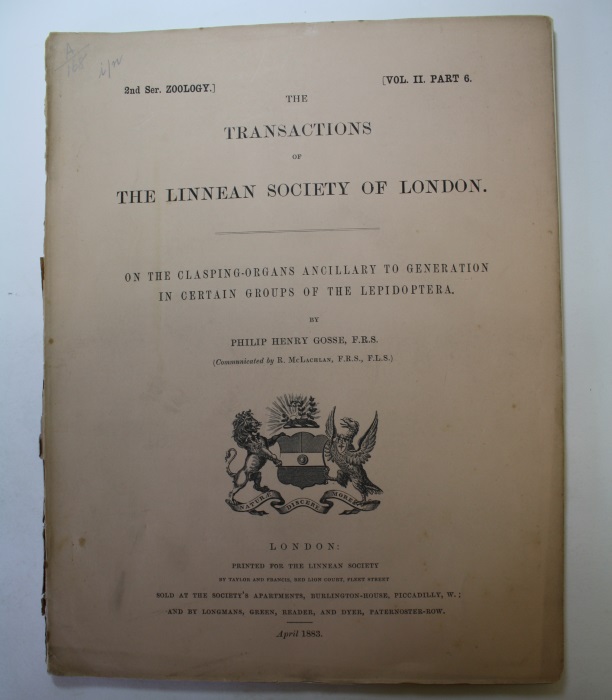 2nd Ser. ZOOLOGY.]
[VOL. II. PART 6.
THE
TRANSACTIONS
OF
THE LINNEAN SOCIETY OF LONDON.
ON THE CLASPING-ORGANS ANCILLARY TO GENERATION
IN CERTAIN GROUPS OF THE LEPIDOPTERA.
BY
PHILIP HENRY GOSSE, F.R.S.
(Communicated by R. McLachlan, F.R.S., F.L.S.)
NATURÆ DISCERE MORES
LONDON:
PRINTED FOR THE LINNEAN SOCIETY
BY TAYLOR AND FRANCIS, RED LION COURT, FLEET STREET
SOLD AT THE SOCIETY'S APARTMENTS, BURLINGTON-HOUSE, PICCADILLY, W.;
AND BY LONGMANS, GREEN, READER, AND DYER, PATERNOSTER-ROW.
April 1883.